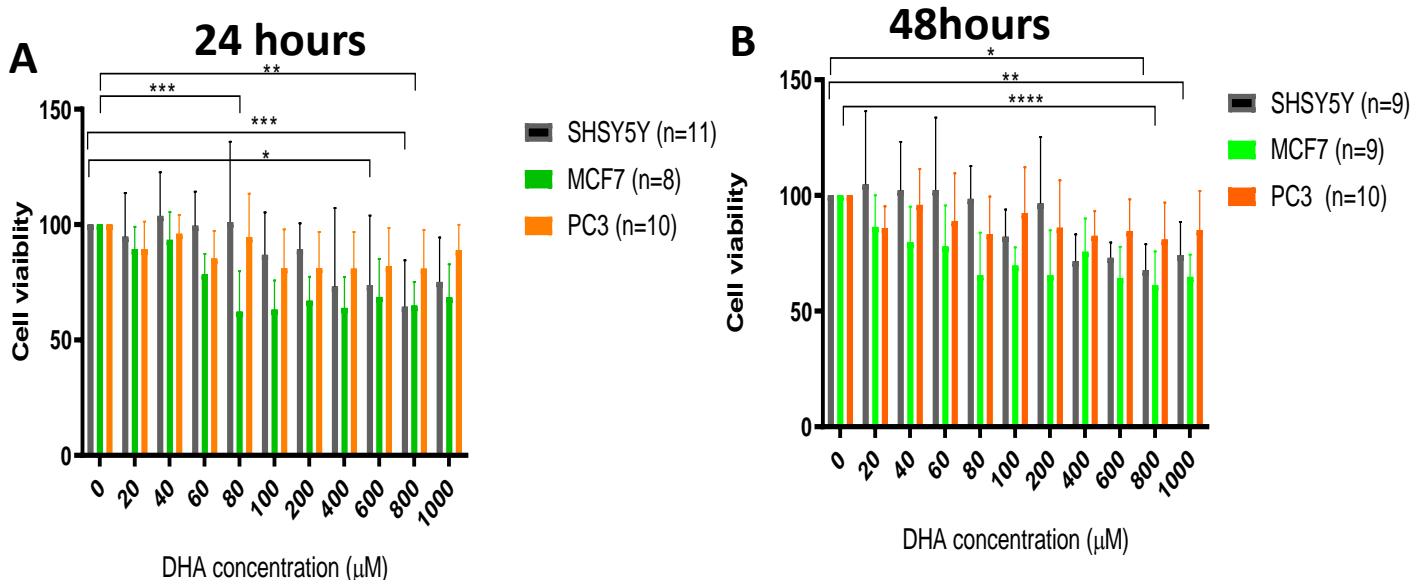 A
24 hours
**
***
***
*
150
100
50
0
Cell viaiblity
0
20
40
60
80
100
200
400
600
800
1000
DHA concentration (μM)
SHSY5Y (n=11)
MCF7 (n=8)
PC3 (n=10)
B
48hours
*
**
****
150
100
50
0
Cell viability
0
20
40
60
80
100
200
400
600
800
1000
DHA concentration (μM)
SHSY5Y (n=9)
MCF7 (n=9)
PC3 (n=10)